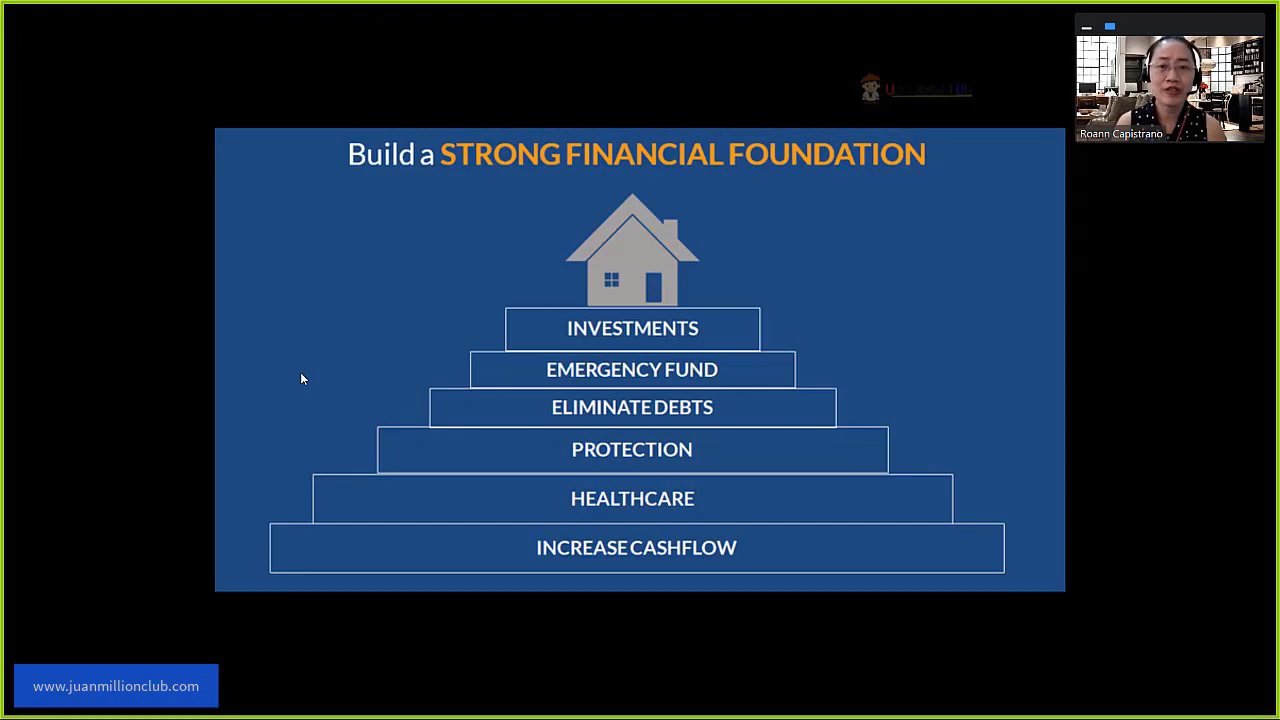 Build a STRONG FINANCIAL FOUNDATION
INVESTMENTS
EMERGENCY FUND
ELIMINATE DEBTS
PROTECTION
HEALTHCARE
INCREASE CASHFLOW
Roann Capistrano
www.juanmillionclub.com